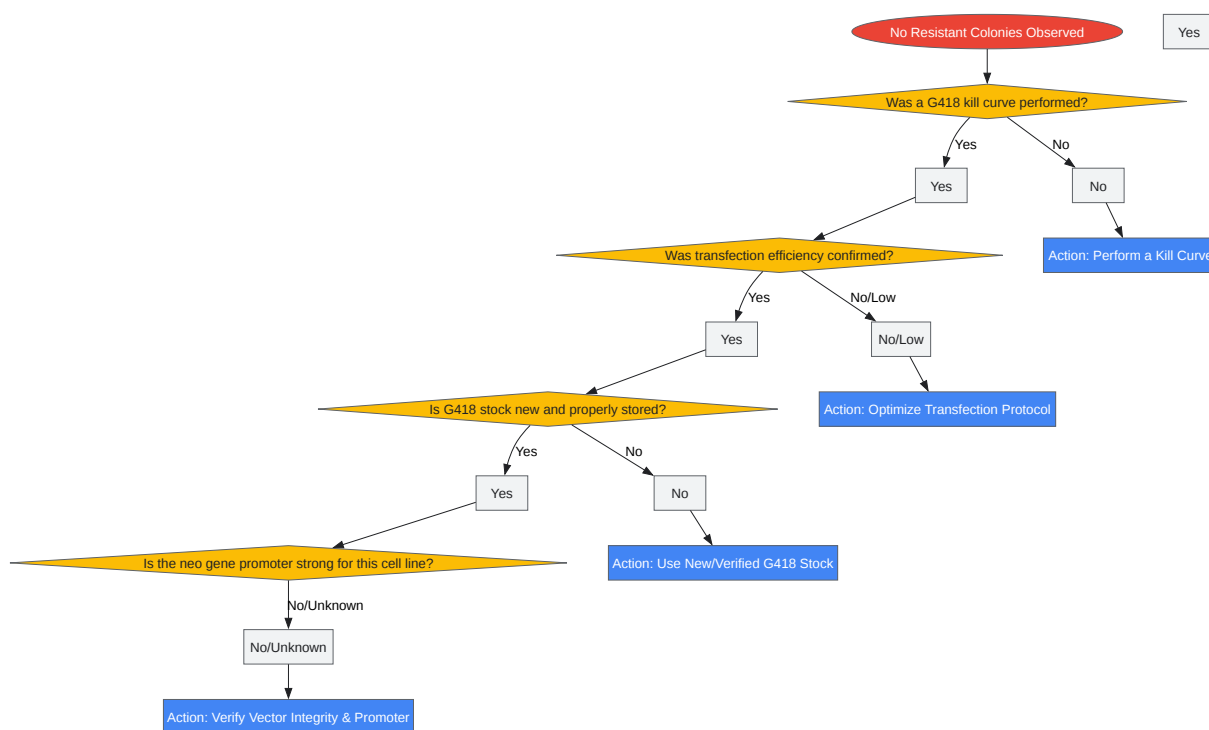 No Resistant Colonies Observed
Yes
Was a G418 kill curve performed?
Yes
No
Yes
No
Was transfection efficiency confirmed?
Action: Perform a Kill Curve
Yes
No/Low
Yes
No/Low
Is G418 stock new and properly stored?
Action: Optimize Transfection Protocol
Yes
No
Yes
No
Is the neo gene promoter strong for this cell line?
Action: Use New/Verified G418 Stock
No/Unknown
No/Unknown
Action: Verify Vector Integrity & Promoter